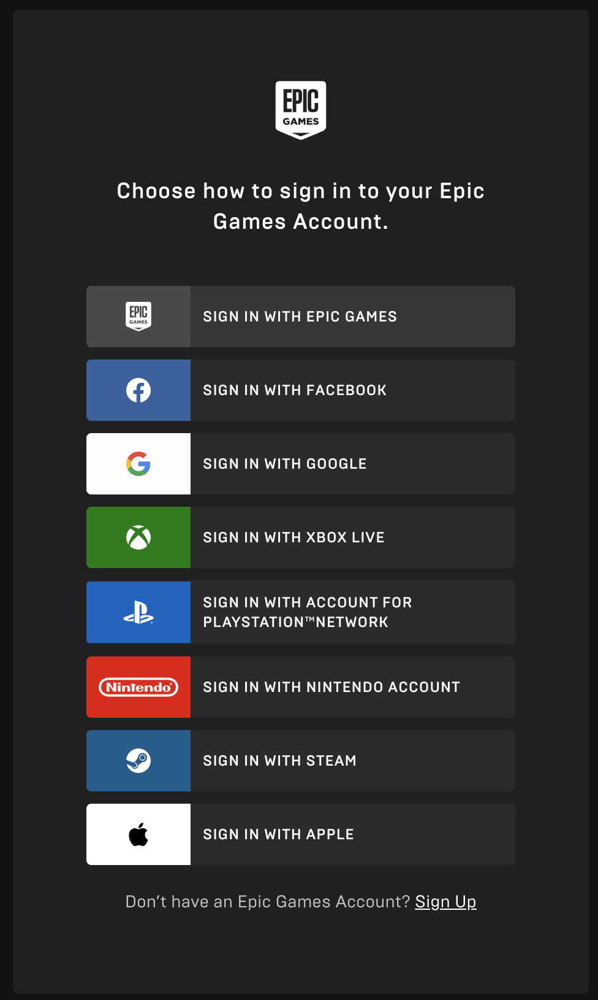 EPIC
GAMES
Choose how to sign in to your Epic
Games Account.
EPIC
GAMES
SIGN IN WITH EPIC GAMES
SIGN IN WITH FACEBOOK
SIGN IN WITH GOOGLE
SIGN IN WITH XBOX LIVE
SIGN IN WITH ACCOUNT FOR
PLAYSTATION™NETWORK
Nintendo®
SIGN IN WITH NINTENDO ACCOUNT
SIGN IN WITH STEAM
SIGN IN WITH APPLE
Don’t have an Epic Games Account? Sign Up